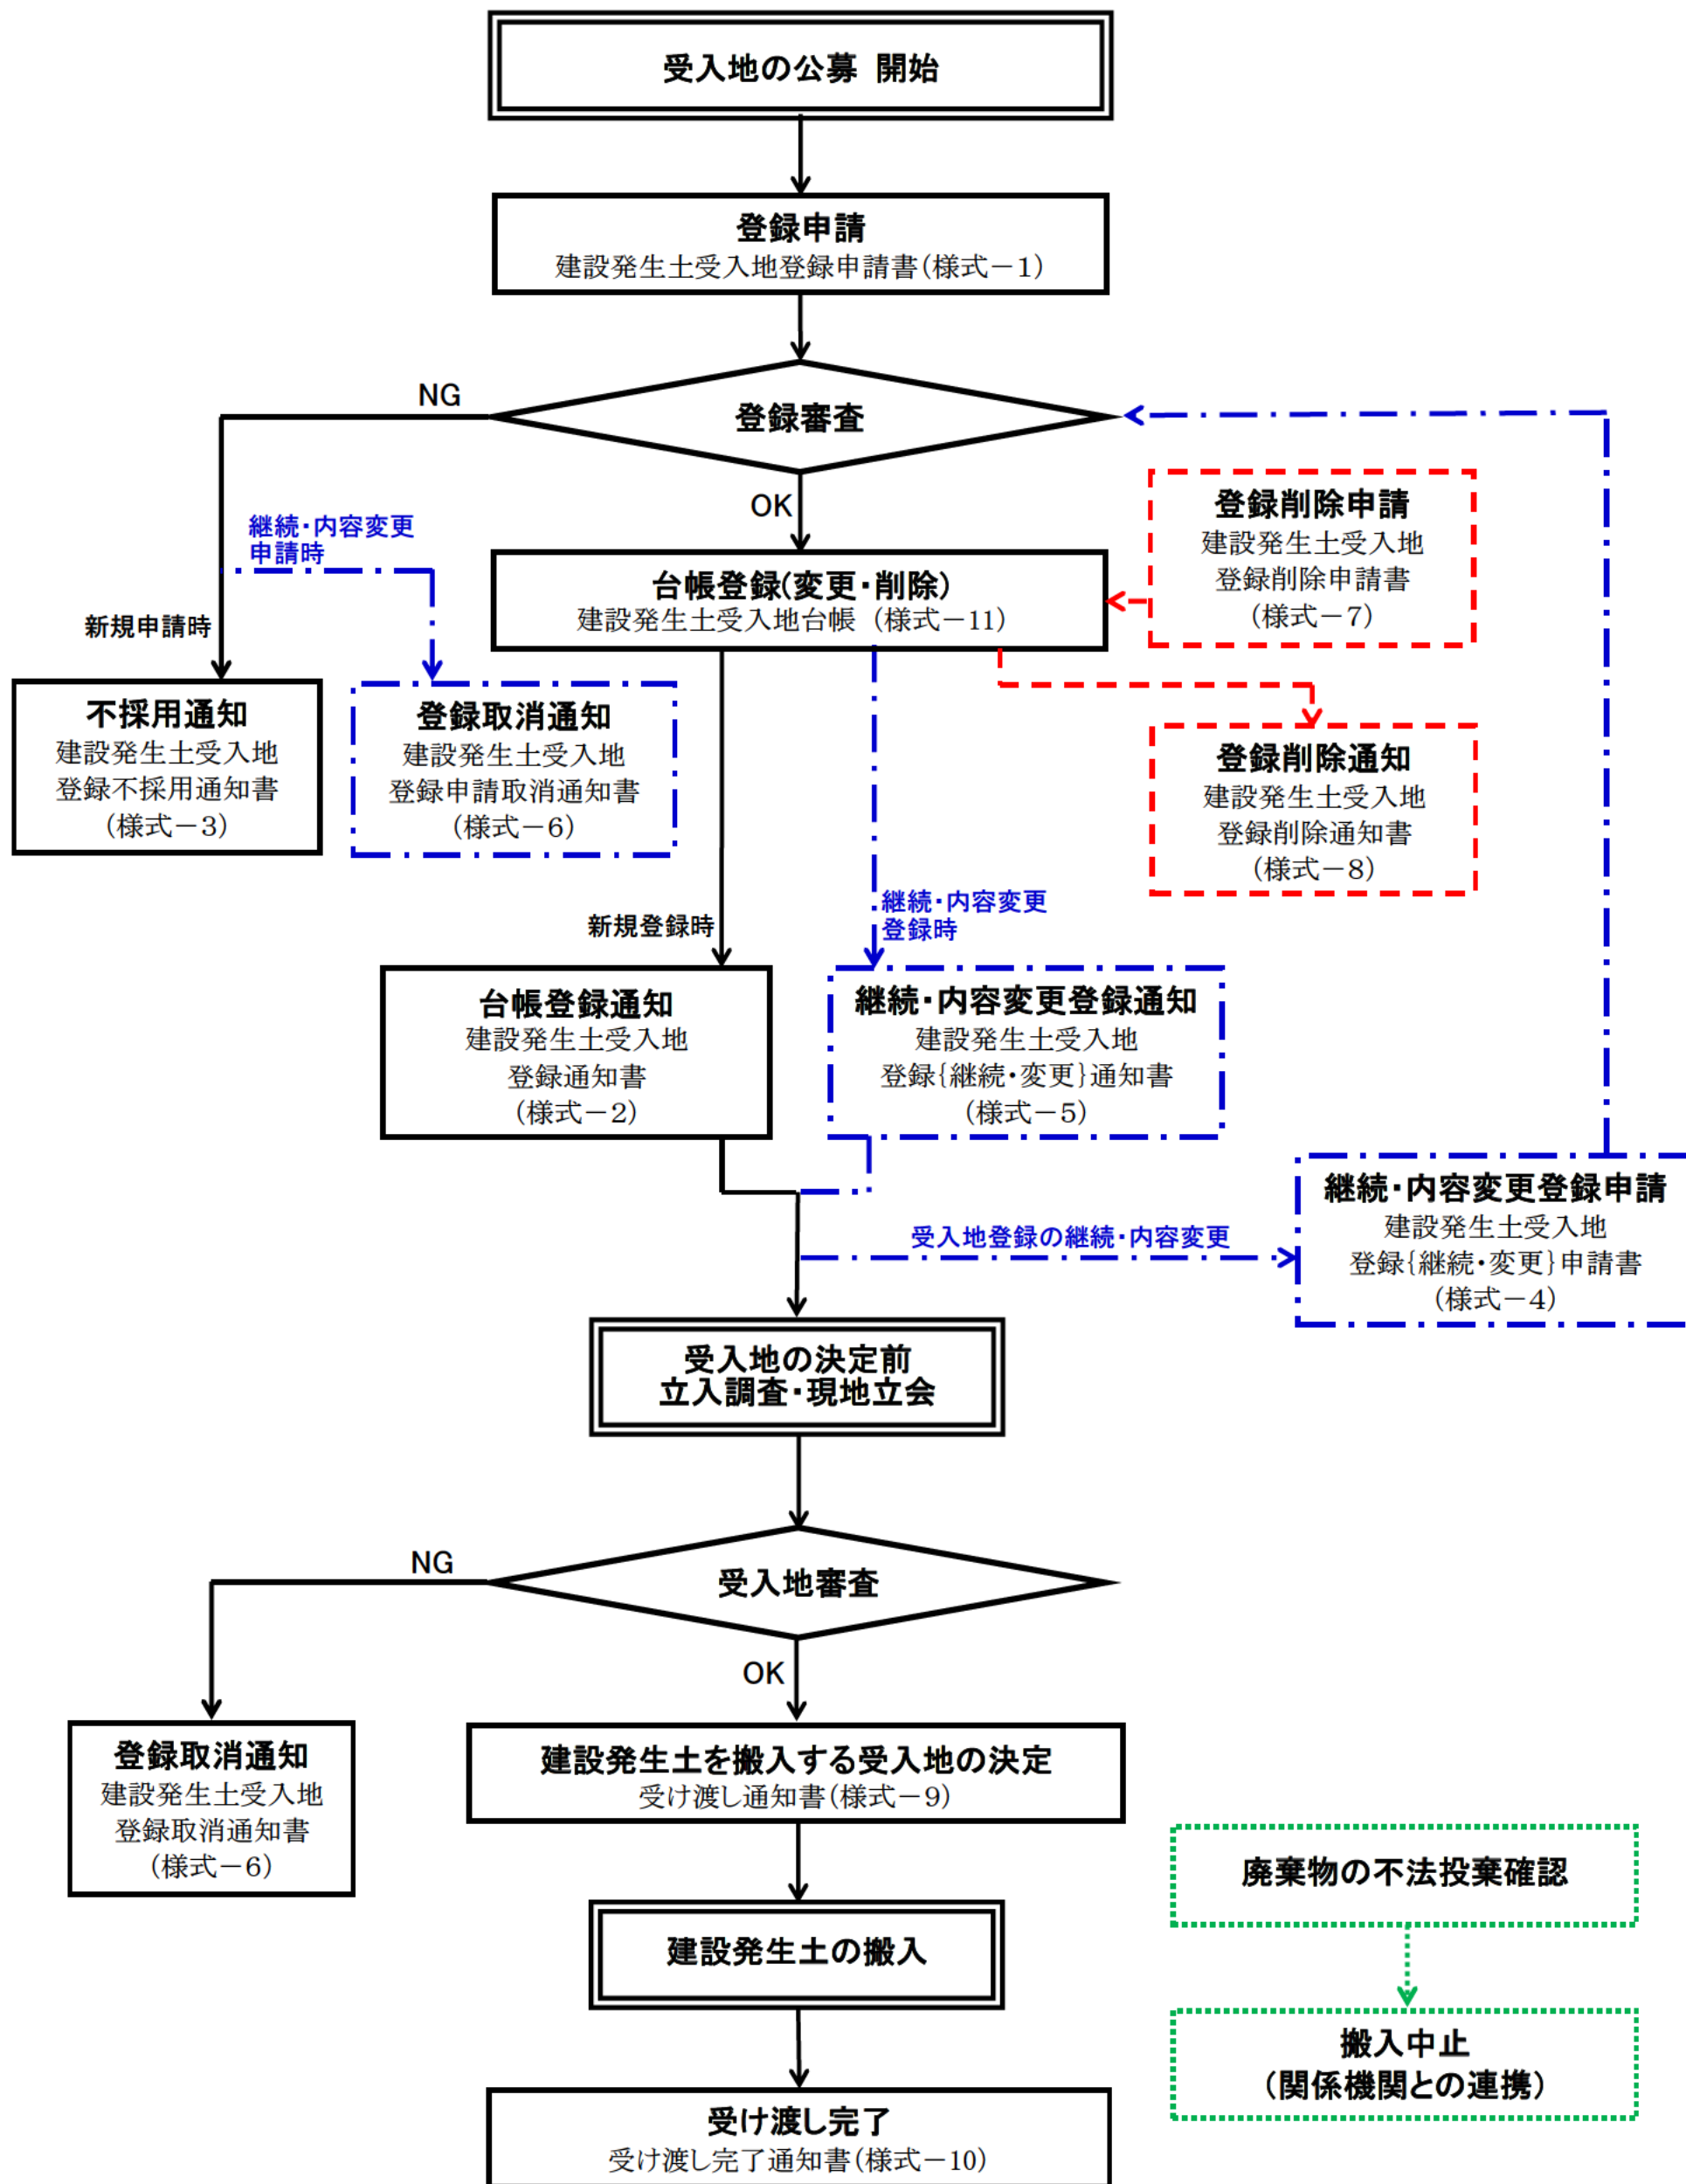 受入地の公募 開始
登録申請
建設発生土受入地登録申請書(様式－1)
NG
登録審査
OK
登録削除申請
建設発生土受入地
登録削除申請書
(様式－7)
継続・内容変更
申請時
台帳登録(変更・削除)
建設発生土受入地台帳 (様式－11)
新規申請時
不採用通知
建設発生土受入地
登録不採用通知書
(様式－3)
登録取消通知
建設発生土受入地
登録申請取消通知書
(様式－6)
登録削除通知
建設発生土受入地
登録削除通知書
(様式－8)
新規登録時
継続・内容変更
登録時
台帳登録通知
建設発生土受入地
登録通知書
(様式－2)
継続・内容変更登録通知
建設発生土受入地
登録{継続・変更}通知書
(様式－5)
受入地登録の継続・内容変更
継続・内容変更登録申請
建設発生土受入地
登録{継続・変更}申請書
(様式－4)
受入地の決定前
立入調査・現地立会
NG
受入地審査
OK
登録取消通知
建設発生土受入地
登録取消通知書
(様式－6)
建設発生土を搬入する受入地の決定
受け渡し通知書(様式－9)
廃棄物の不法投棄確認
建設発生土の搬入
搬入中止
(関係機関との連携)
受け渡し完了
受け渡し完了通知書(様式－10)